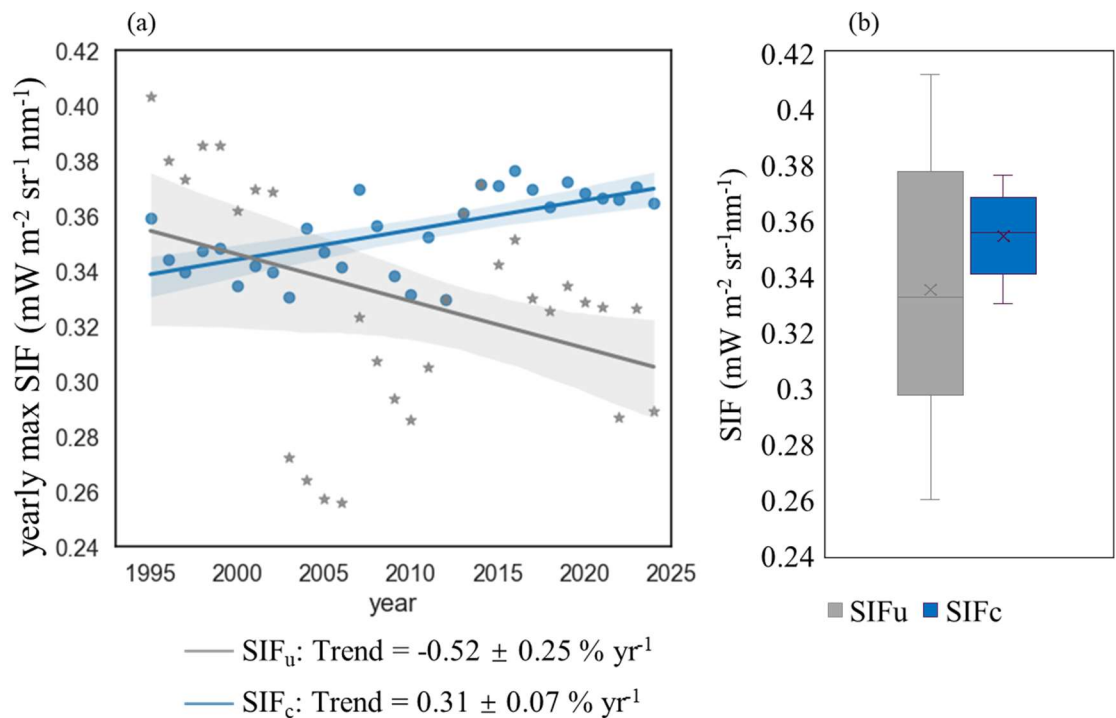 (a)
yearly max SIF (mW m-2 sr-1 nm-1)
0.42
0.40
0.38
0.36
0.34
0.32
0.30
0.28
0.26
0.24
1995 2000 2005 2010 2015 2020 2025
year
SIFu: Trend = -0.52 ± 0.25 % yr-1
SIFc: Trend = 0.31 ± 0.07 % yr-1
(b)
SIF (mW m-2 sr-1nm-1)
0.42
0.4
0.38
0.36
0.34
0.32
0.3
0.28
0.26
0.24
SIFu SIFc